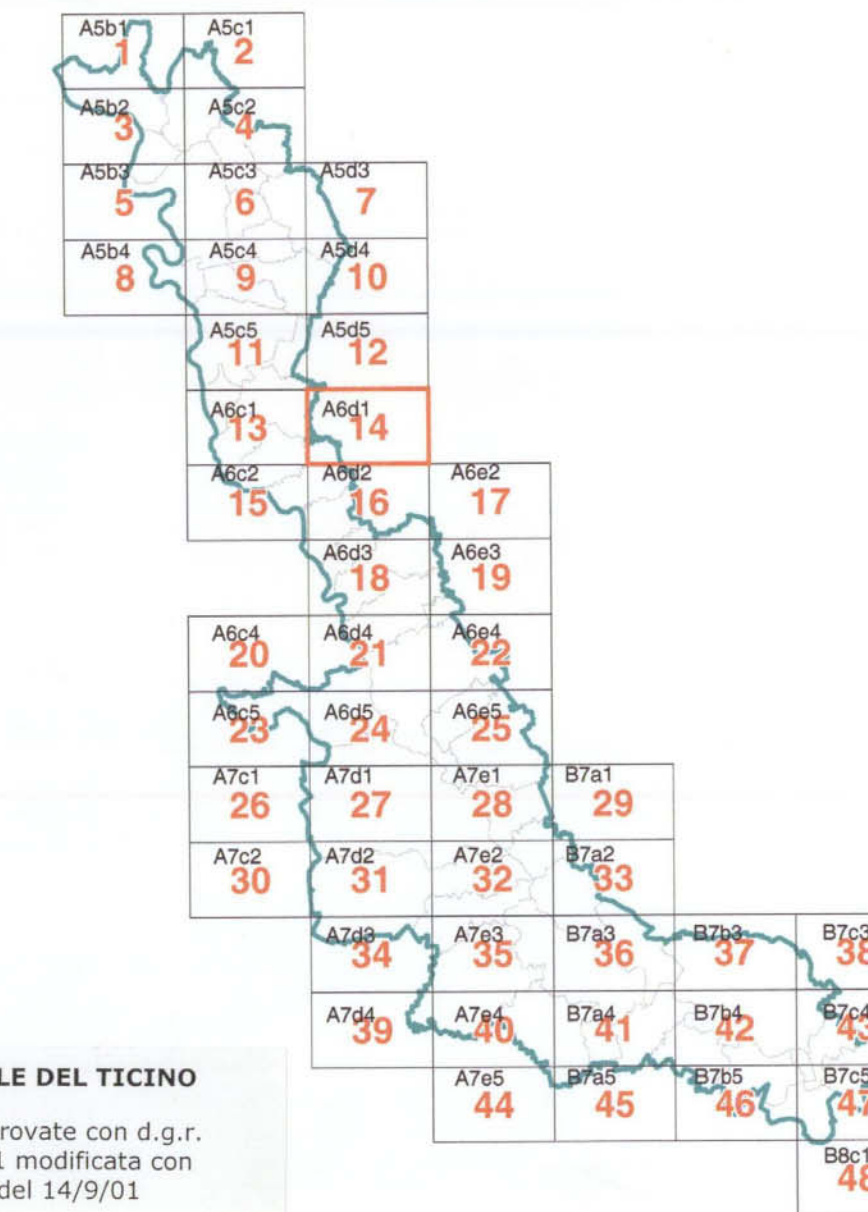 A5b1 A5c1
1 2
A5b2 A5c2
3 4
A5b3 A5c3 A5d3
5 6 7
A5b4 A5c4 A5d4
8 9 10
A5c5 A5d5
11 12
A6c1 A6d1
13 14
A6c2 A6d2 A6e2
15 16 17
A6d3 A6e3
18 19
A6c4 A6d4 A6e4
20 21 22
A6c5 A6d5 A6e5
23 24 25
A7c1 A7d1 A7e1 B7a1
26 27 28 29
A7c2 A7d2 A7e2 B7a2
30 31 32 33
A7d3 A7e3 B7a3 B7b3 B7c3
34 35 36 37 38
A7d4 A7e4 B7a4 B7b4 B7c4
39 40 41 42 43
A7e5 B7a5 B7b5 B7c5
44 45 46 47
B8c1
48
LE DEL TICINO
rovate con d.g.r.
1 modificata con
del 14/9/01